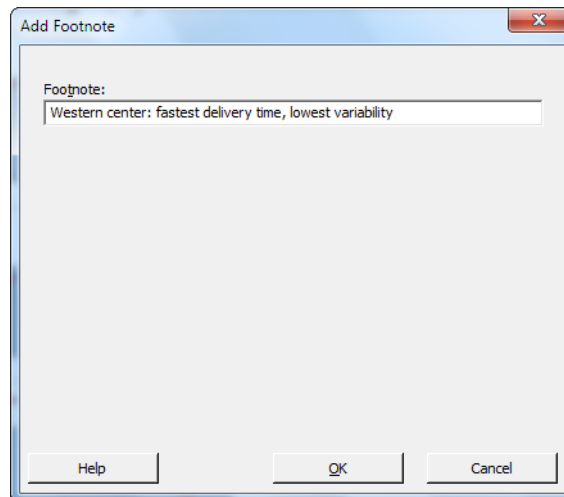 Add Footnote
Footnote:
Western center: fastest delivery time, lowest variability
Help OK Cancel